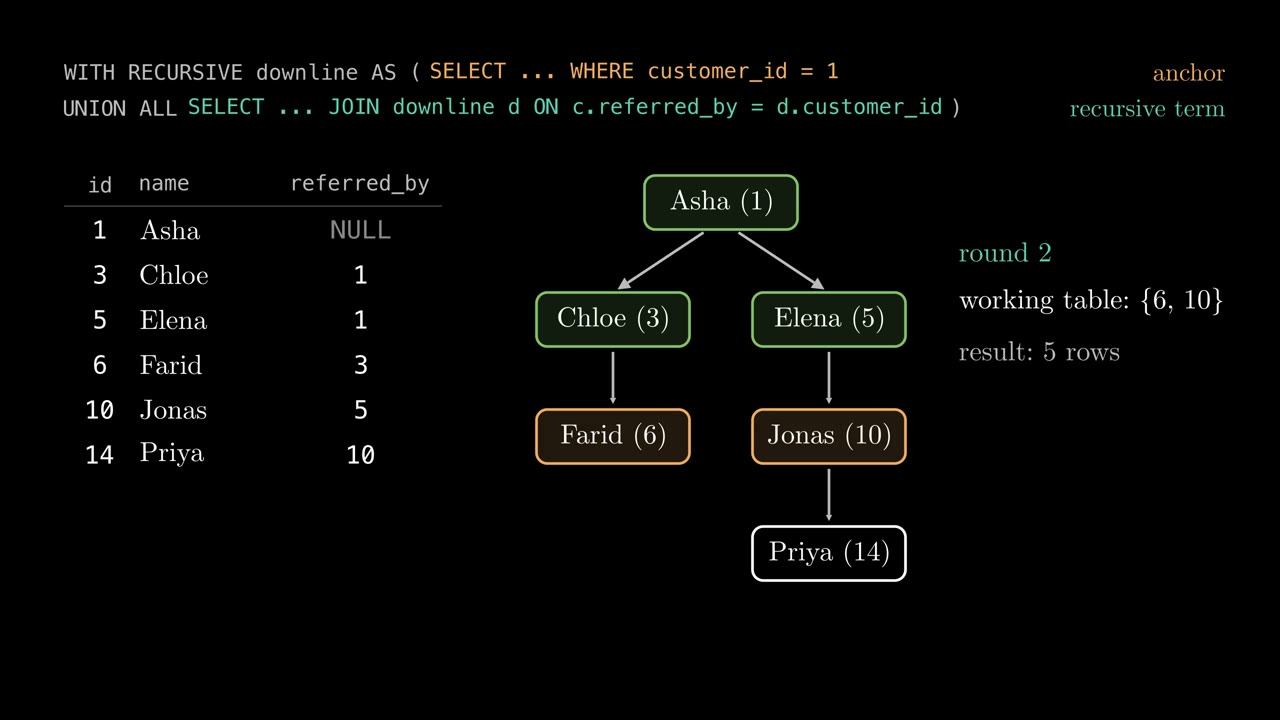 WITH RECURSIVE downline AS ( SELECT ... WHERE customer_id = 1
anchor
UNION ALL SELECT ... JOIN downline d ON c.referred_by = d.customer_id )
recursive term
id name referred_by
1 Asha NULL
3 Chloe 1
5 Elena 1
6 Farid 3
10 Jonas 5
14 Priya 10
Asha (1)
Chloe (3) Elena (5)
Farid (6) Jonas (10)
Priya (14)
round 2
working table: {6, 10}
result: 5 rows